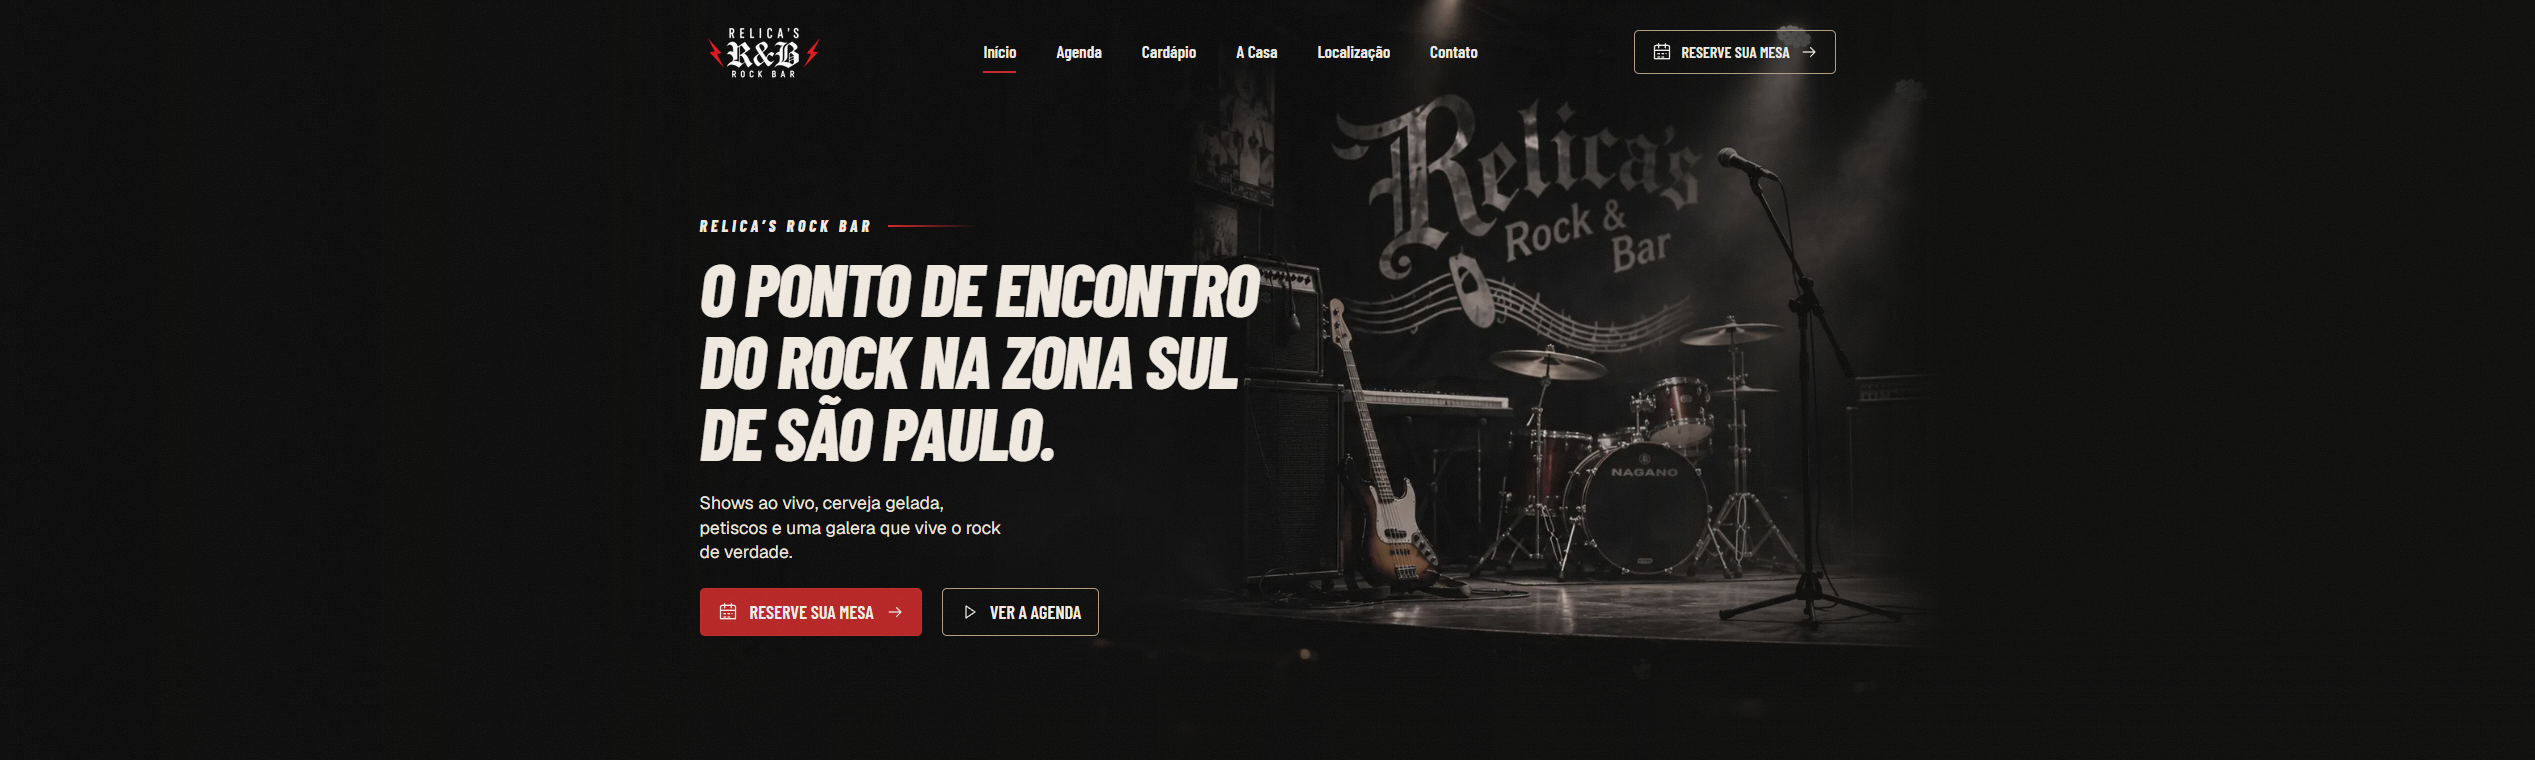 RELICA'S
R&B
ROCK BAR
Início
Agenda
Cardápio
A Casa
Localização
Contato
RESERVE SUA MESA
Relica's
Rock &
Bar
RELICA'S ROCK BAR
O PONTO DE ENCONTRO
DO ROCK NA ZONA SUL
DE SÃO PAULO.
NAGANO
Shows ao vivo, cerveja gelada,
petiscos e uma galera que vive o rock
de verdade.
RESERVE SUA MESA
VER A AGENDA